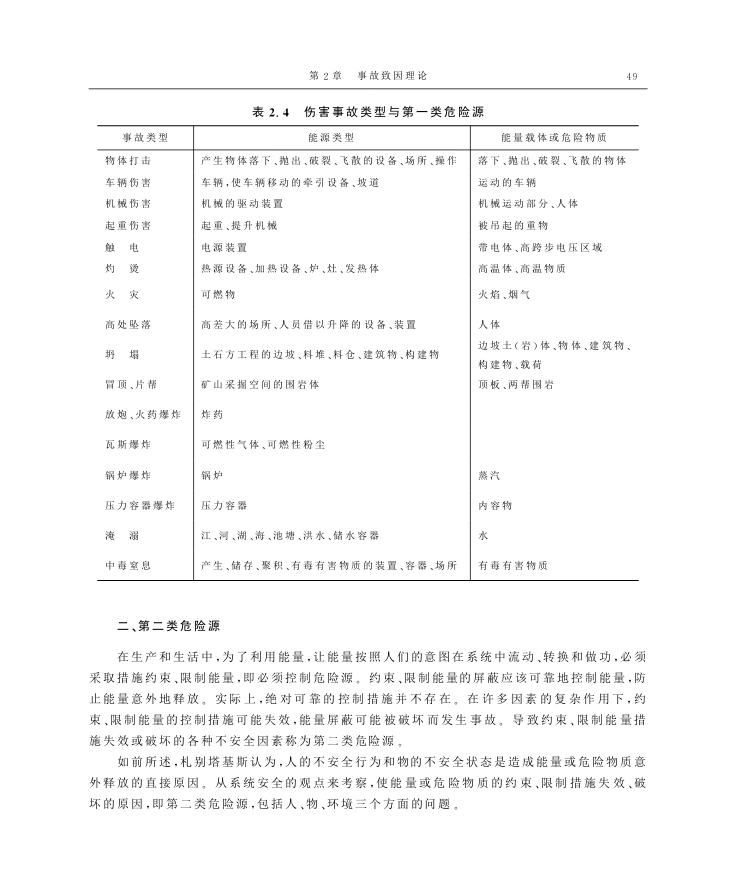 第 2 章　事故致因理论　49
表 2.4　伤害事故类型与第一类危险源
事故类型　能源类型　能量载体或危险物质
物体打击　产生物体落下、抛出、破裂、飞散的设备、场所、操作　落下、抛出、破裂、飞散的物体
车辆伤害　车辆,使车辆移动的牵引设备、坡道　运动的车辆
机械伤害　机械的驱动装置　机械运动部分、人体
起重伤害　起重、提升机械　被吊起的重物
触　电　电源装置　带电体、高跨步电压区域
灼　烫　热源设备、加热设备、炉、灶、发热体　高温体、高温物质
火　灾　可燃物　火焰、烟气
高处坠落　高差大的场所、人员借以升降的设备、装置　人体
坍　塌　土石方工程的边坡、料堆、料仓、建筑物、构建物　边坡土(岩)体、物体、建筑物、
构建物、载荷
冒顶、片帮　矿山采掘空间的围岩体　顶板、两帮围岩
放炮、火药爆炸　炸药
瓦斯爆炸　可燃性气体、可燃性粉尘
锅炉爆炸　锅炉　蒸汽
压力容器爆炸　压力容器　内容物
淹　溺　江、河、湖、海、池塘、洪水、储水容器　水
中毒窒息　产生、储存、聚积、有毒有害物质的装置、容器、场所　有毒有害物质
二、第二类危险源
在生产和生活中,为了利用能量,让能量按照人们的意图在系统中流动、转换和做功,必须
采取措施约束、限制能量,即必须控制危险源。约束、限制能量的屏蔽应该可靠地控制能量,防
止能量意外地释放。实际上,绝对可靠的控制措施并不存在。在许多因素的复杂作用下,约
束、限制能量的控制措施可能失效,能量屏蔽可能被破坏而发生事故。导致约束、限制能量措
施失效或破坏的各种不安全因素称为第二类危险源。
如前所述,札别塔基斯认为,人的不安全行为和物的不安全状态是造成能量或危险物质意
外释放的直接原因。从系统安全的观点来考察,使能量或危险物质的约束、限制措施失效、破
坏的原因,即第二类危险源,包括人、物、环境三个方面的问题。